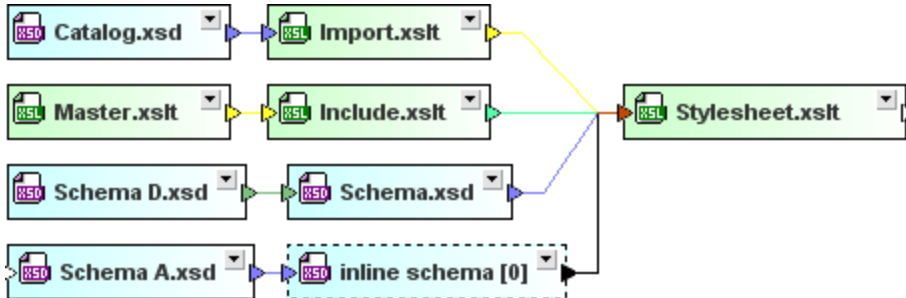 XSD Catalog.xsd XSL Import.xslt
XSL Master.xslt XSL Include.xslt XSL Stylesheet.xslt
XSD Schema D.xsd XSD Schema.xsd
XSD Schema A.xsd XSD inline schema [0]